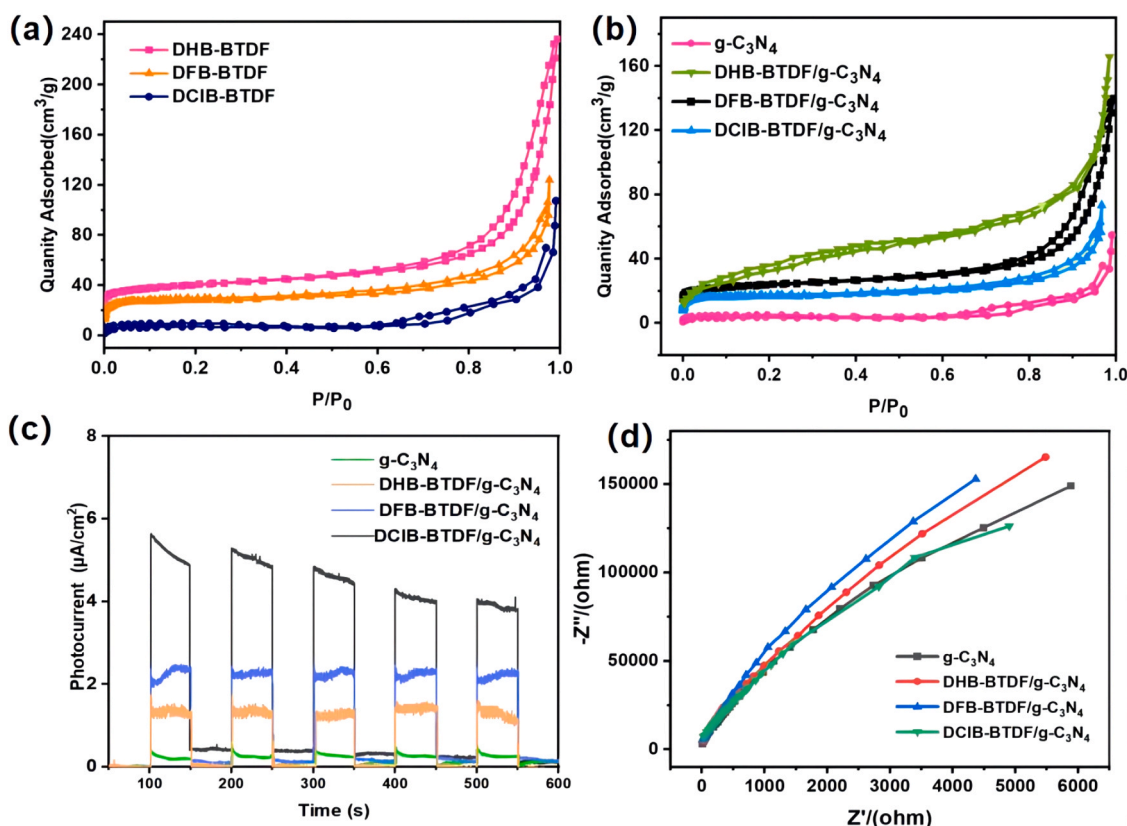 (a)
240
200
160
120
80
40
0
Quanity Adsorbed(cm³/g)
DHB-BTDF
DFB-BTDF
DCIB-BTDF
0.0 0.2 0.4 0.6 0.8 1.0
P/P₀
(b)
160
120
80
40
0
Quanity Adsorbed(cm³/g)
g-C₃N₄
DHB-BTDF/g-C₃N₄
DFB-BTDF/g-C₃N₄
DCIB-BTDF/g-C₃N₄
0.0 0.2 0.4 0.6 0.8 1.0
P/P₀
(c)
8
6
4
2
0
Photocurrent (µA/cm²)
g-C₃N₄
DHB-BTDF/g-C₃N₄
DFB-BTDF/g-C₃N₄
DCIB-BTDF/g-C₃N₄
100 200 300 400 500 600
Time (s)
(d)
150000
100000
50000
0
-Z''/(ohm)
g-C₃N₄
DHB-BTDF/g-C₃N₄
DFB-BTDF/g-C₃N₄
DCIB-BTDF/g-C₃N₄
0 1000 2000 3000 4000 5000 6000
Z'/(ohm)